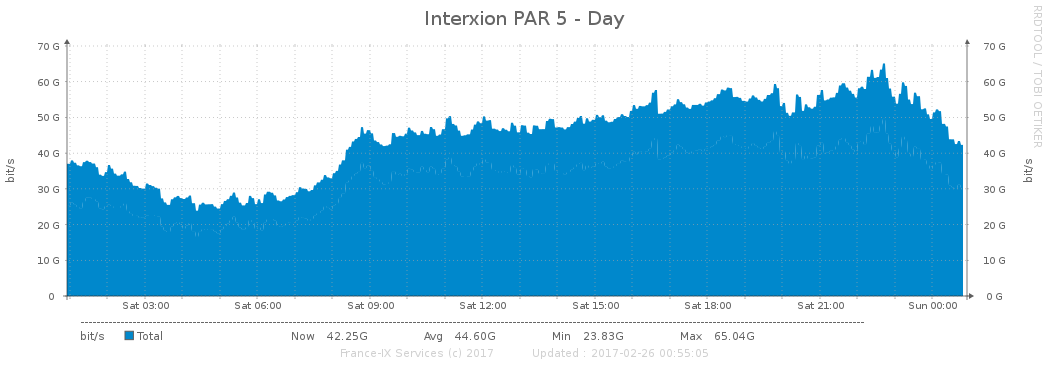 Interxion PAR 5 - Day
RRDTOOL / TOBI OETIKER
70 G 70 G
60 G 60 G
50 G 50 G
40 G 40 G
30 G 30 G
20 G 20 G
10 G 10 G
0 0 G
bit/s bit/s
Sat 03:00 Sat 06:00 Sat 09:00 Sat 12:00 Sat 15:00 Sat 18:00 Sat 21:00 Sun 00:00
bit/s Total Now 42.25G Avg 44.60G Min 23.83G Max 65.04G
France-IX Services (c) 2017 Updated : 2017-02-26 00:55:05